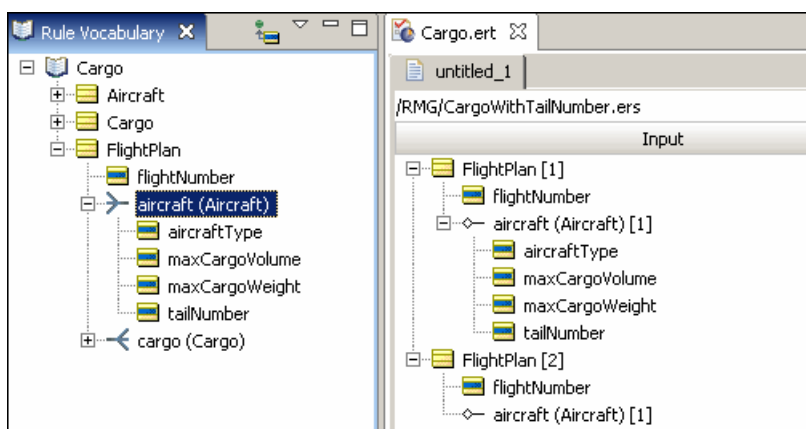 Rule Vocabulary
Cargo
Aircraft
Cargo
FlightPlan
flightNumber
aircraft (Aircraft)
aircraftType
maxCargoVolume
maxCargoWeight
tailNumber
cargo (Cargo)
Cargo.ert
untitled_1
/RMG/CargoWithTailNumber.ers
Input
FlightPlan [1]
flightNumber
aircraft (Aircraft) [1]
aircraftType
maxCargoVolume
maxCargoWeight
tailNumber
FlightPlan [2]
flightNumber
aircraft (Aircraft) [1]